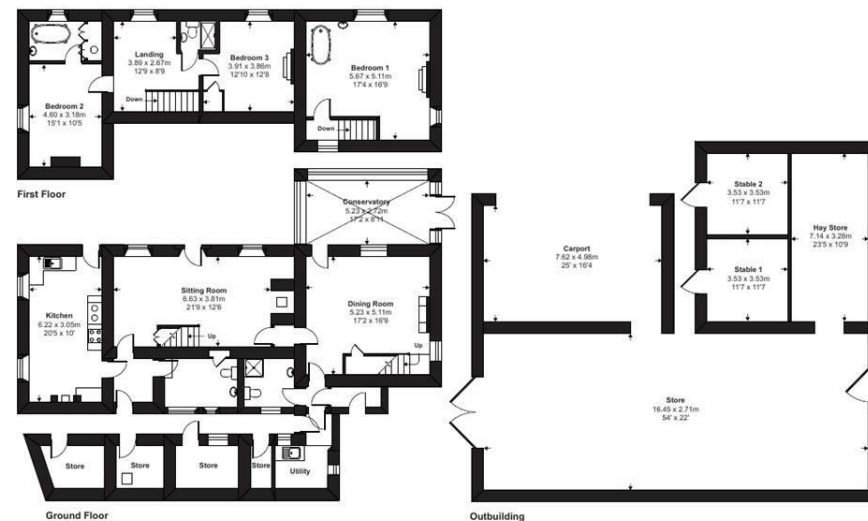 Landing
3.89 x 2.67m
12'9 x 8'9
Bedroom 3
3.91 x 3.86m
12'10 x 12'8
Bedroom 1
5.67 x 5.11m
17'4 x 16'9
Bedroom 2
4.60 x 3.18m
15'1 x 10'5
Down
Down
First Floor
Conservatory
5.23 x 2.72m
17'2 x 8'11
Kitchen
6.22 x 3.05m
20'5 x 10'
Sitting Room
6.63 x 3.81m
21'9 x 12'6
Dining Room
5.23 x 5.11m
17'2 x 16'9
Up
Up
Store
Store
Store
Store
Utility
Ground Floor
Stable 2
3.53 x 3.53m
11'7 x 11'7
Hay Store
7.14 x 3.28m
23'5 x 10'9
Carport
7.62 x 4.98m
25' x 16'4
Stable 1
3.53 x 3.53m
11'7 x 11'7
Store
16.45 x 2.71m
54' x 22'
Outbuilding